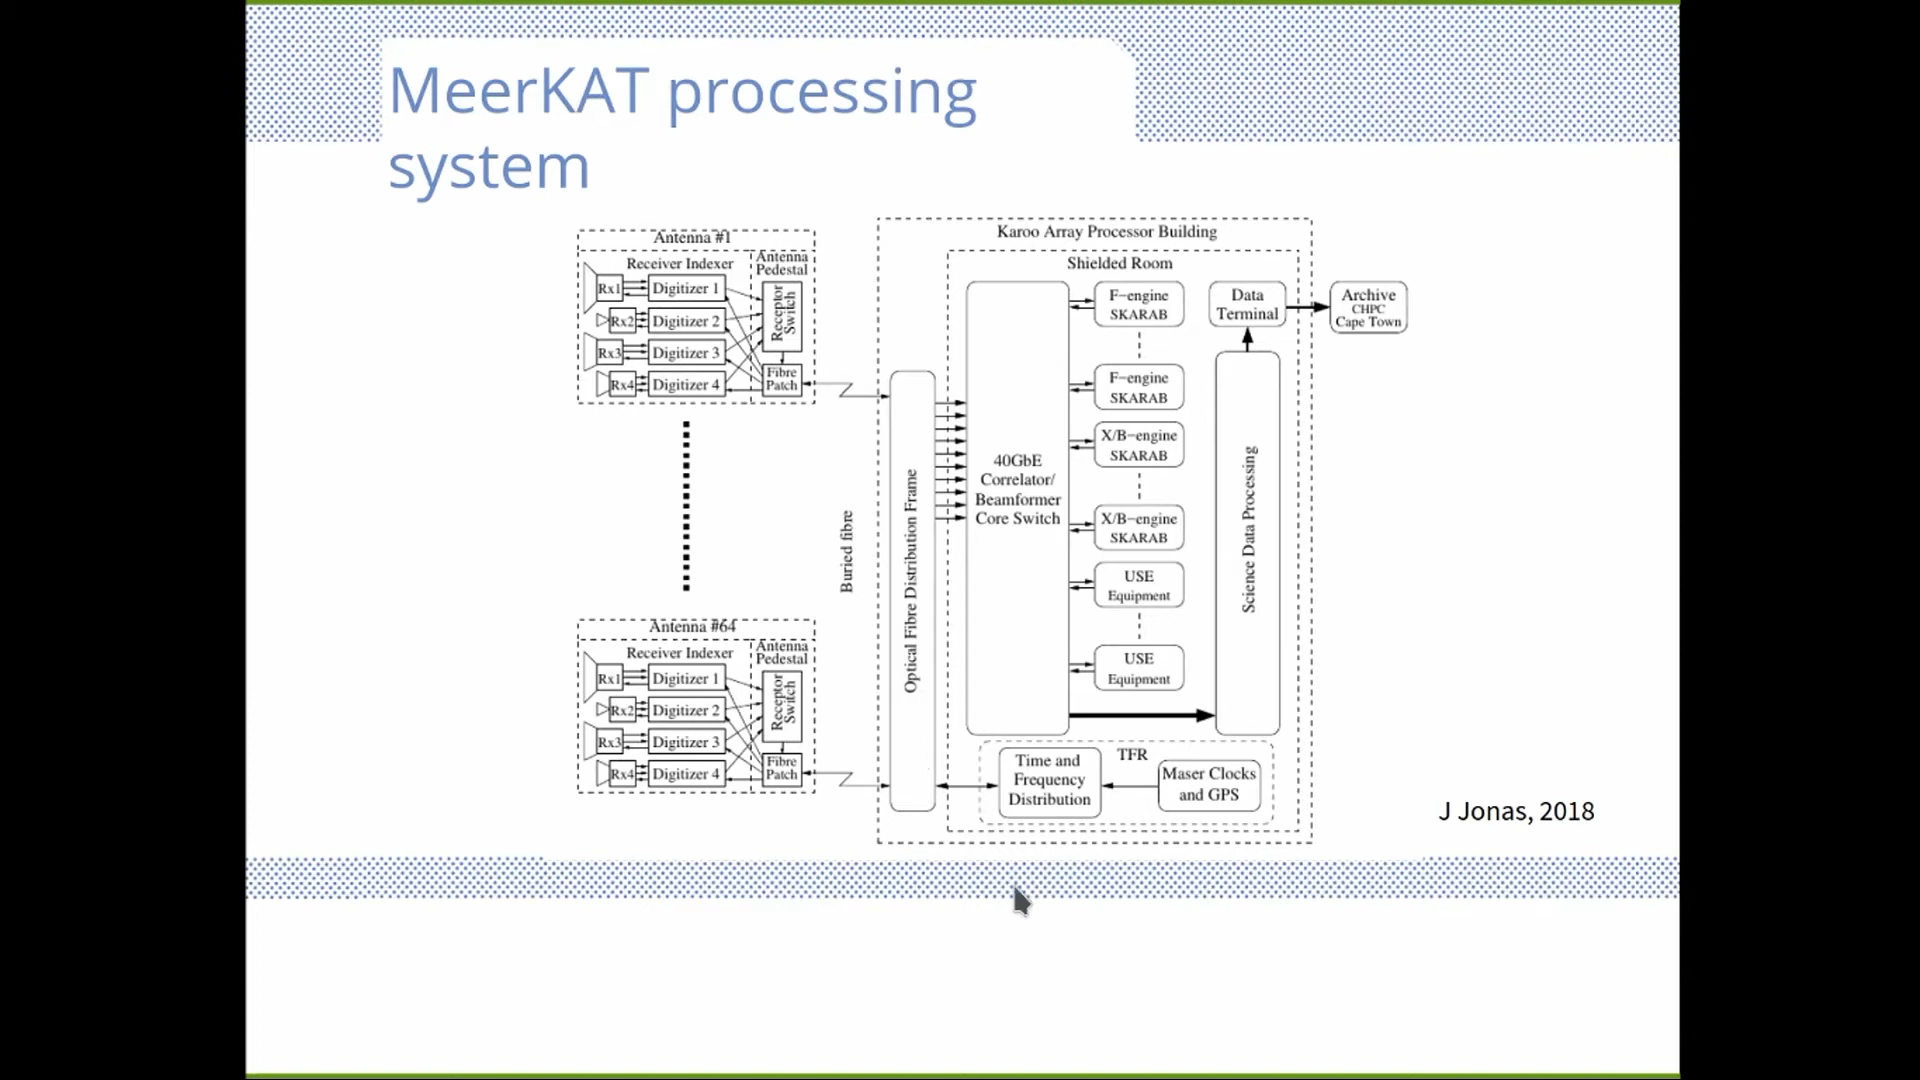 MeerKAT processing
system
Antenna #1
Receiver Indexer
Antenna
Pedestal
Rx1
Digitizer 1
Rx2
Digitizer 2
Rx3
Digitizer 3
Rx4
Digitizer 4
Receptor
Switch
Fibre
Patch
Antenna #64
Receiver Indexer
Antenna
Pedestal
Rx1
Digitizer 1
Rx2
Digitizer 2
Rx3
Digitizer 3
Rx4
Digitizer 4
Receptor
Switch
Fibre
Patch
Buried fibre
Karoo Array Processor Building
Optical Fibre Distribution Frame
Shielded Room
40GbE
Correlator/
Beamformer
Core Switch
F−engine
SKARAB
F−engine
SKARAB
X/B−engine
SKARAB
X/B−engine
SKARAB
USE
Equipment
USE
Equipment
Data
Terminal
Science Data Processing
Archive
CHPC
Cape Town
TFR
Time and
Frequency
Distribution
Maser Clocks
and GPS
J Jonas, 2018